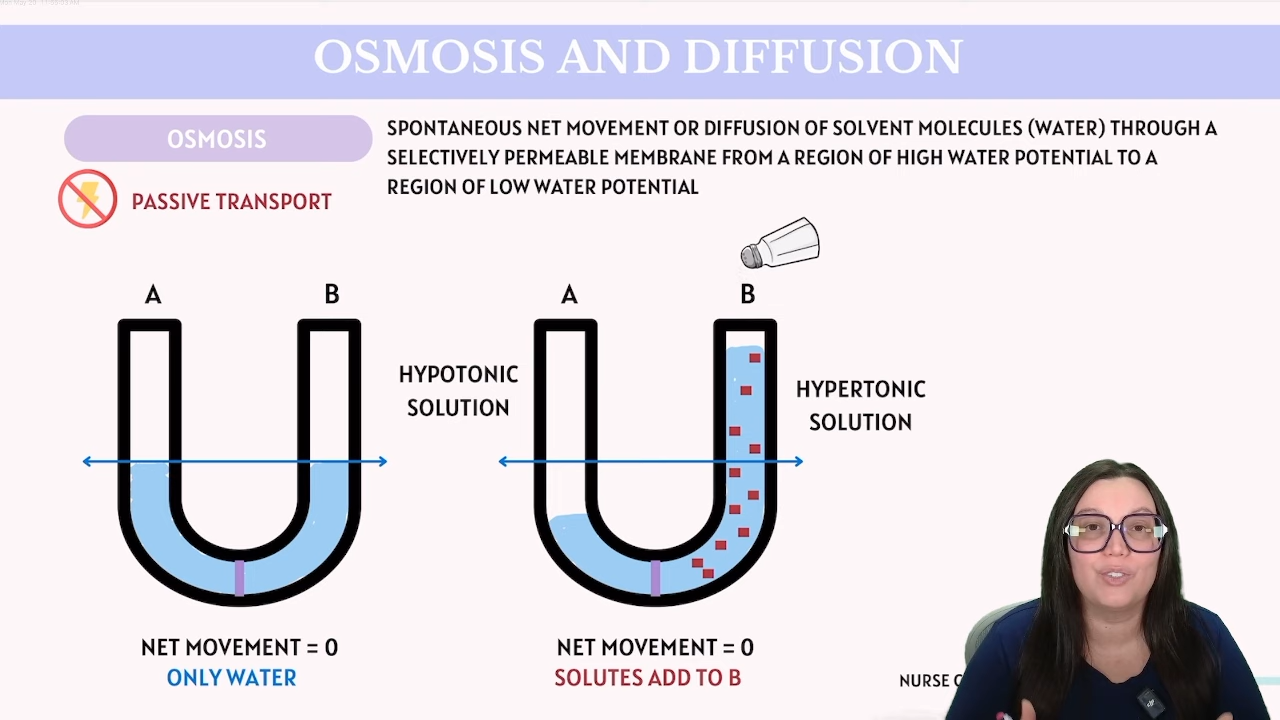 OSMOSIS AND DIFFUSION
OSMOSIS
SPONTANEOUS NET MOVEMENT OR DIFFUSION OF SOLVENT MOLECULES (WATER) THROUGH A
SELECTIVELY PERMEABLE MEMBRANE FROM A REGION OF HIGH WATER POTENTIAL TO A
REGION OF LOW WATER POTENTIAL
PASSIVE TRANSPORT
A
B
A
B
HYPOTONIC
SOLUTION
HYPERTONIC
SOLUTION
NET MOVEMENT = 0
ONLY WATER
NET MOVEMENT = 0
SOLUTES ADD TO B
NURSE